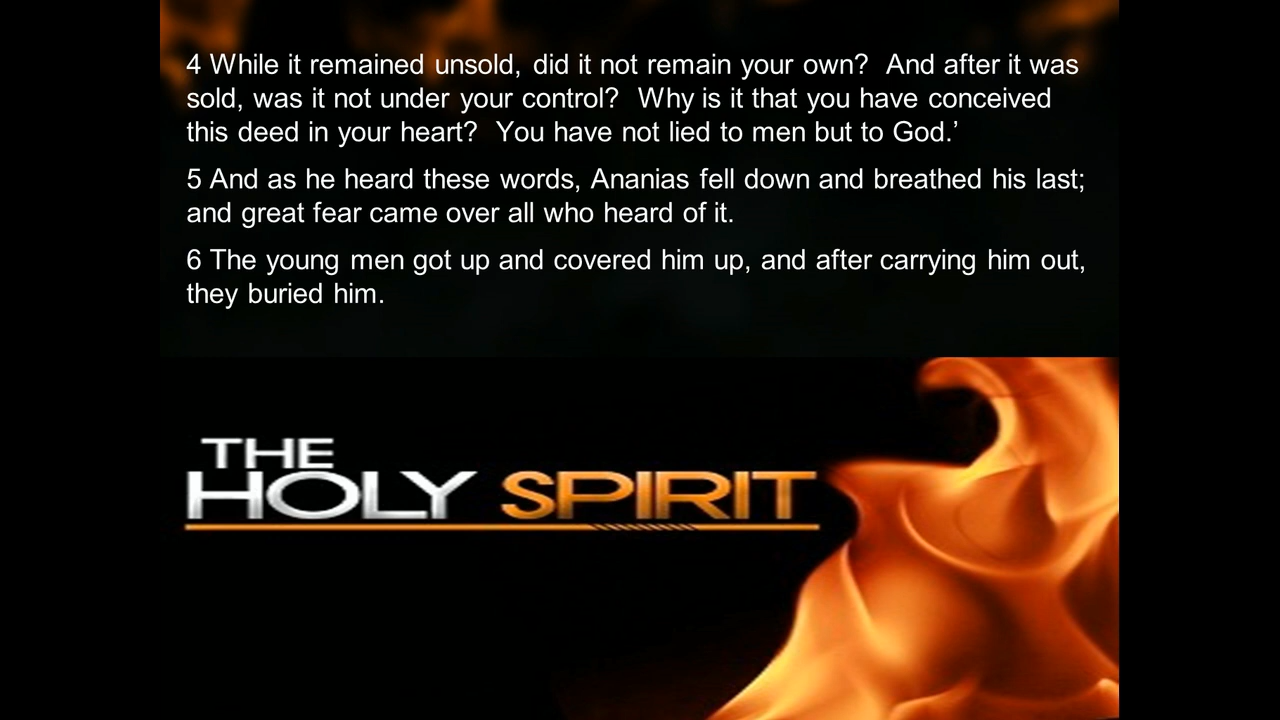 4 While it remained unsold, did it not remain your own?  And after it was
sold, was it not under your control?  Why is it that you have conceived
this deed in your heart?  You have not lied to men but to God.’
5 And as he heard these words, Ananias fell down and breathed his last;
and great fear came over all who heard of it.
6 The young men got up and covered him up, and after carrying him out,
they buried him.
THE
HOLY SPIRIT